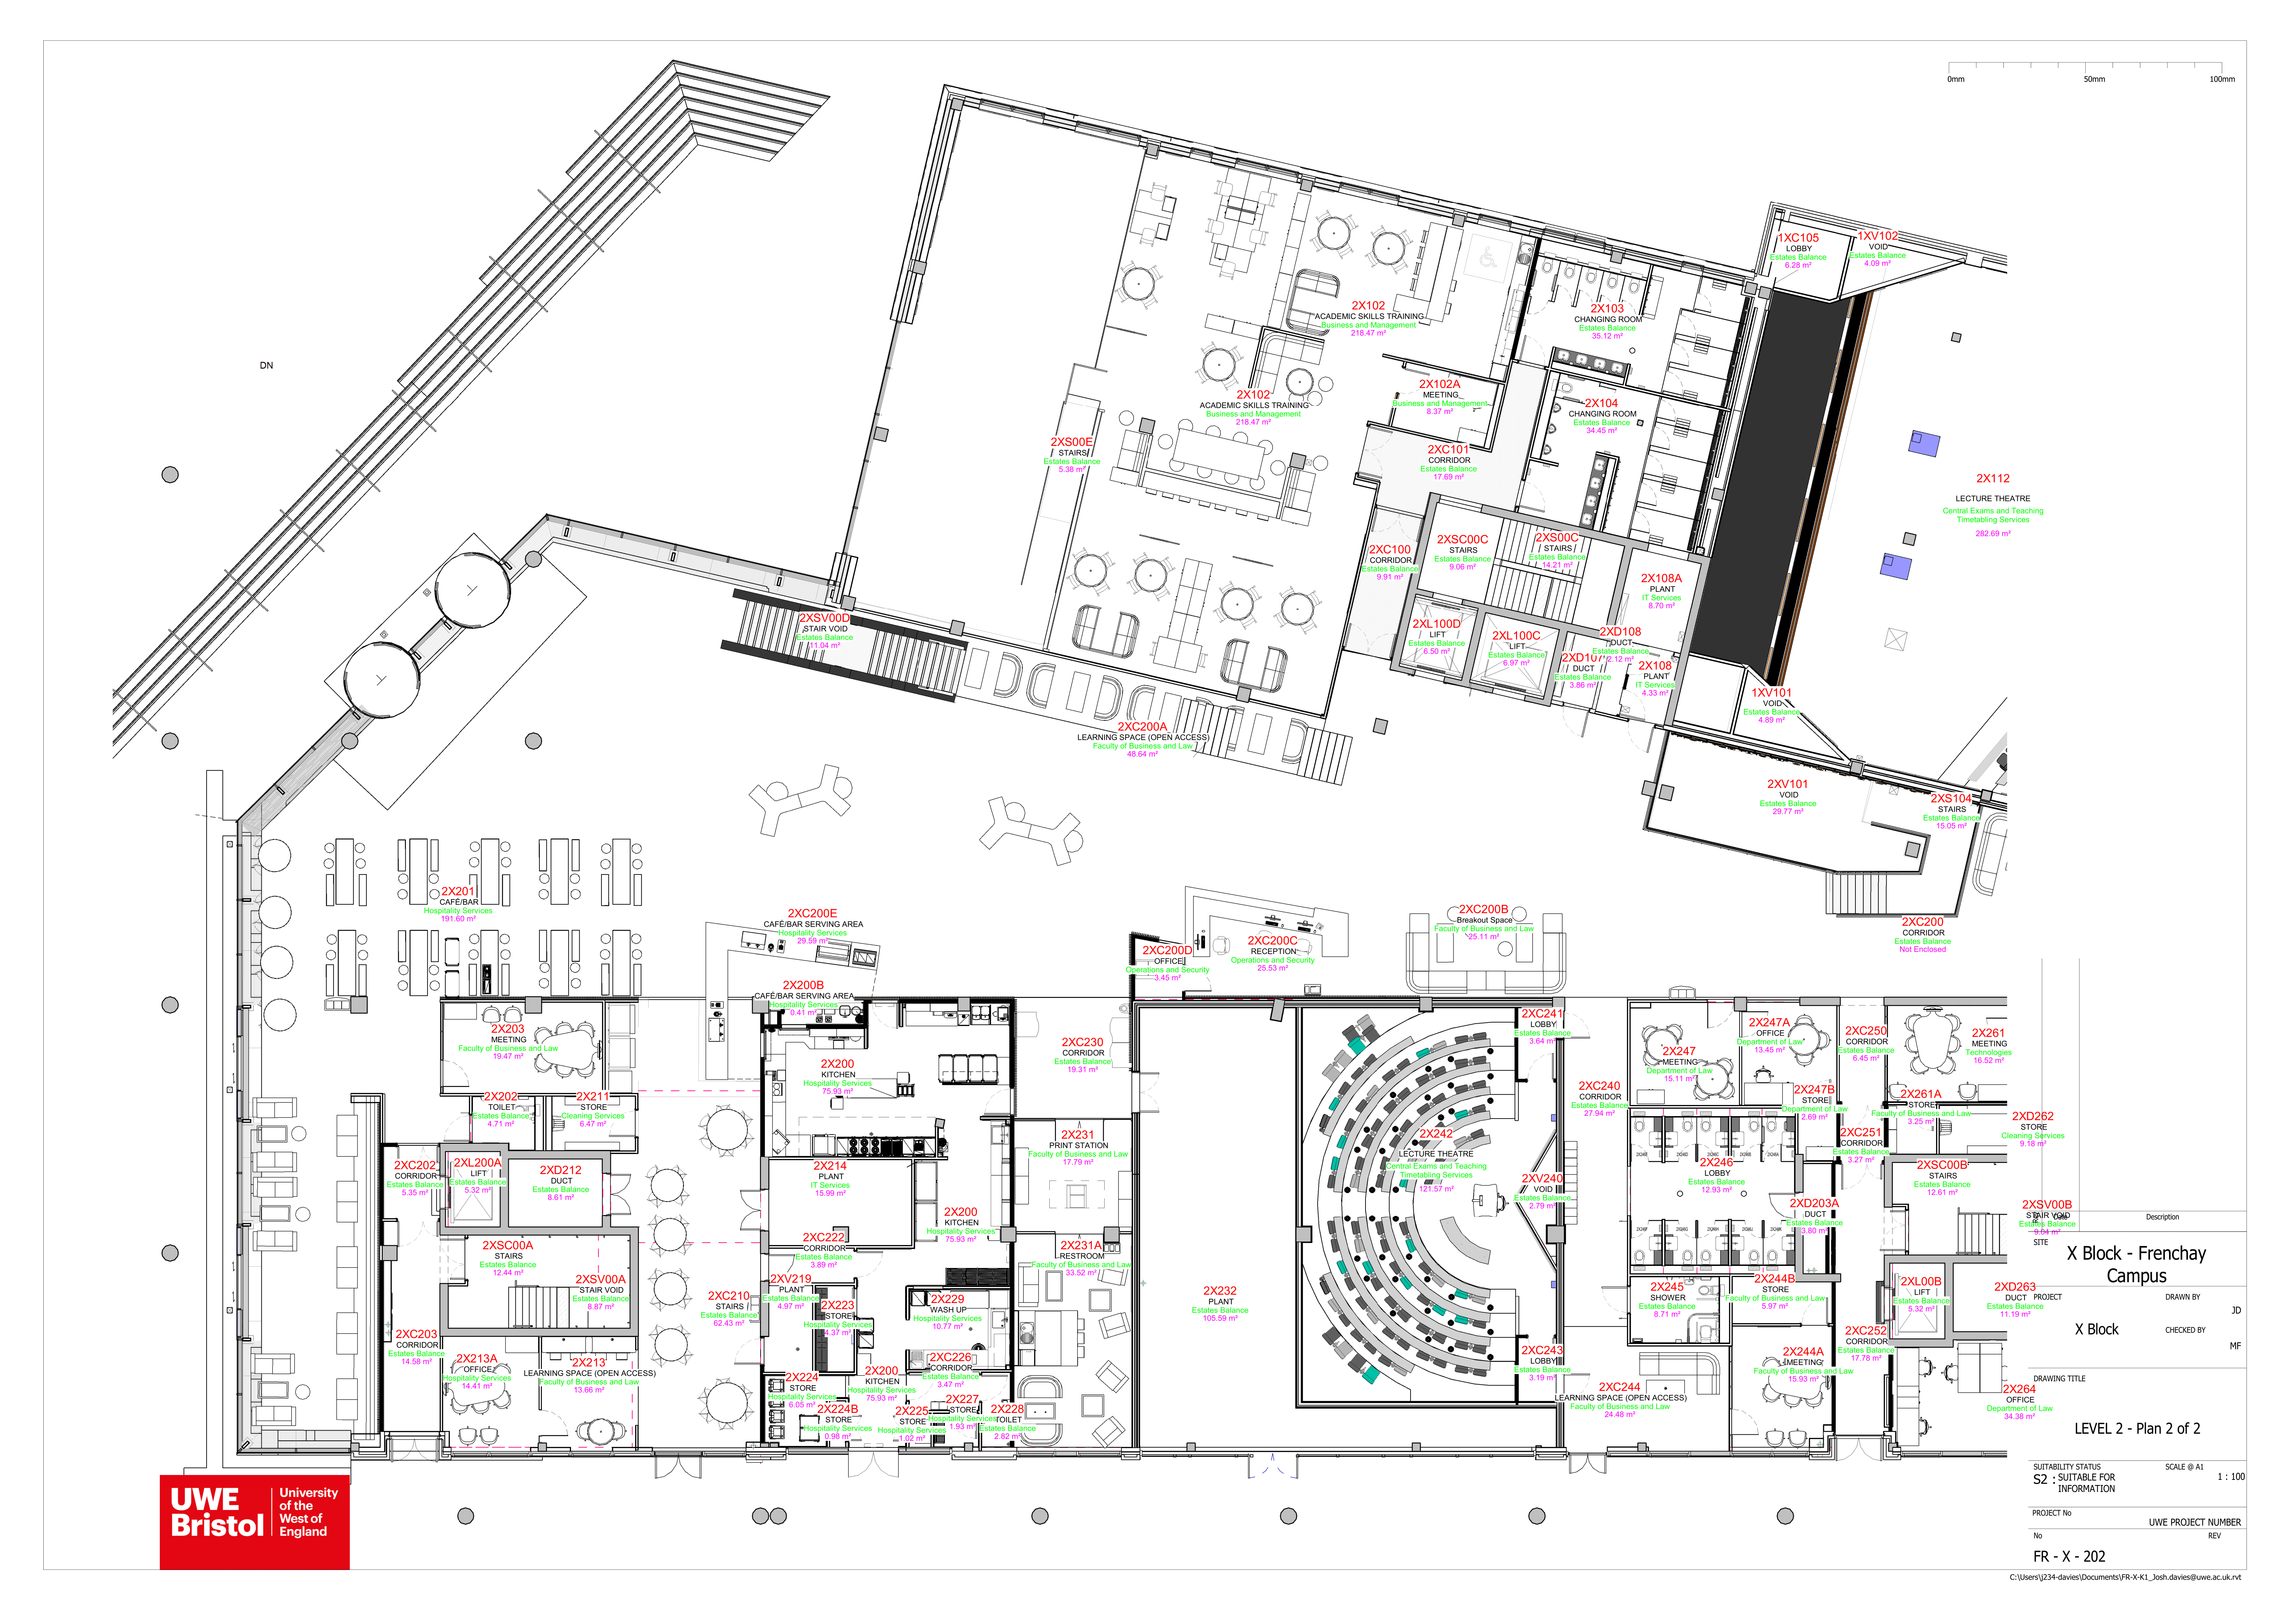 0mm 50mm 100mm
1XC105
LOBBY
Estates Balance
6.28 m²
1XV102
VOID
Estates Balance
4.09 m²
2X102
ACADEMIC SKILLS TRAINING
Business and Management
218.47 m²
2X103
CHANGING ROOM
Estates Balance
35.12 m²
DN
2X102
ACADEMIC SKILLS TRAINING
Business and Management
218.47 m²
2X102A
MEETING
Business and Management
8.37 m²
2X104
CHANGING ROOM
Estates Balance
34.45 m²
2XS00E
STAIRS
Estates Balance
5.38 m²
2XC101
CORRIDOR
Estates Balance
17.69 m²
2X112
LECTURE THEATRE
Central Exams and Teaching
Timetabling Services
282.69 m²
2XC100
CORRIDOR
Estates Balance
9.91 m²
2XSC00C
STAIRS
Estates Balance
9.06 m²
2XS00C
STAIRS
Estates Balance
14.21 m²
2X108A
PLANT
IT Services
8.70 m²
2XSV00D
STAIR VOID
Estates Balance
11.04 m²
2XL100D
LIFT
Estates Balance
6.50 m²
2XL100C
LIFT
Estates Balance
8.97 m²
2XD108
DUCT
Estates Balance
2.12 m²
2XD107
DUCT
Estates Balance
3.86 m²
2X108
PLANT
IT Services
4.33 m²
1XV101
VOID
Estates Balance
4.89 m²
2XC200A
LEARNING SPACE (OPEN ACCESS)
Faculty of Business and Law
48.64 m²
2XV101
VOID
Estates Balance
29.77 m²
2XS104
STAIRS
Estates Balance
15.05 m²
2X201
CAFÉ/BAR
Hospitality Services
191.60 m²
2XC200E
CAFÉ/BAR SERVING AREA
Hospitality Services
29.59 m²
2XC200B
Breakout Space
Faculty of Business and Law
25.11 m²
2XC200
CORRIDOR
Estates Balance
Not Enclosed
2XC200D
OFFICE
Operations and Security
3.45 m²
2XC200C
RECEPTION
Operations and Security
25.53 m²
2X200B
CAFÉ/BAR SERVING AREA
Hospitality Services
0.41 m²
2X203
MEETING
Faculty of Business and Law
19.47 m²
2XC230
CORRIDOR
Estates Balance
19.31 m²
2XC241
LOBBY
Estates Balance
3.64 m²
2X247A
OFFICE
Department of Law
13.45 m²
2XC250
CORRIDOR
Estates Balance
6.45 m²
2X261
MEETING
Technologies
16.52 m²
2X200
KITCHEN
Hospitality Services
75.93 m²
2X247
MEETING
Department of Law
15.11 m²
2XC240
CORRIDOR
Estates Balance
27.94 m²
2X247B
STORE
Department of Law
2.69 m²
2X261A
STORE
Faculty of Business and Law
3.25 m²
2X202
TOILET
Estates Balance
4.71 m²
2X211
STORE
Cleaning Services
6.47 m²
2XD262
STORE
Cleaning Services
9.18 m²
2X231
PRINT STATION
Faculty of Business and Law
17.79 m²
2X242
LECTURE THEATRE
Central Exams and Teaching
Timetabling Services
121.57 m²
2XC251
CORRIDOR
Estates Balance
3.27 m²
2XC202
CORRIDOR
Estates Balance
5.35 m²
2XL200A
LIFT
Estates Balance
5.32 m²
2XD212
DUCT
Estates Balance
8.61 m²
2X214
PLANT
IT Services
15.99 m²
2XV240
VOID
Estates Balance
2.79 m²
2X246
LOBBY
Estates Balance
12.93 m²
2XSC00B
STAIRS
Estates Balance
12.61 m²
2X200
KITCHEN
Hospitality Services
75.93 m²
2XD203A
DUCT
Estates Balance
3.80 m²
2XSV00B
STAIR VOID
Estates Balance
9.04 m²
Description
2XSC00A
STAIRS
Estates Balance
12.44 m²
2XC222
CORRIDOR
Estates Balance
3.89 m²
2X231A
RESTROOM
Faculty of Business and Law
33.52 m²
SITE
X Block - Frenchay
Campus
2XSV00A
STAIR VOID
Estates Balance
8.87 m²
2XV219
PLANT
Estates Balance
4.97 m²
2XC210
STAIRS
Estates Balance
62.43 m²
2X223
STORE
Hospitality Services
4.37 m²
2X229
WASH UP
Hospitality Services
10.77 m²
2X232
PLANT
Estates Balance
105.59 m²
2X245
SHOWER
Estates Balance
8.71 m²
2X244B
STORE
Faculty of Business and Law
5.97 m²
2XL00B
LIFT
Estates Balance
5.32 m²
2XD263
DUCT
Estates Balance
11.19 m²
PROJECT
X Block
DRAWN BY
JD
CHECKED BY
MF
2XC203
CORRIDOR
Estates Balance
14.58 m²
2X213A
OFFICE
Hospitality Services
14.41 m²
2X213
LEARNING SPACE (OPEN ACCESS)
Faculty of Business and Law
13.66 m²
2X224
STORE
Hospitality Services
6.05 m²
2X200
KITCHEN
Hospitality Services
75.93 m²
2XC226
CORRIDOR
Estates Balance
3.47 m²
2XC243
LOBBY
Estates Balance
3.19 m²
2XC244
LEARNING SPACE (OPEN ACCESS)
Faculty of Business and Law
24.48 m²
2X244A
MEETING
Faculty of Business and Law
15.93 m²
2XC252
CORRIDOR
Estates Balance
17.78 m²
2X264
OFFICE
Department of Law
34.38 m²
2X224B
STORE
Hospitality Services
0.98 m²
2X225
STORE
Hospitality Services
1.02 m²
2X227
STORE
Hospitality Services
1.93 m²
2X228
TOILET
Estates Balance
2.82 m²
DRAWING TITLE
LEVEL 2 - Plan 2 of 2
SUITABILITY STATUS
S2 : SUITABLE FOR
INFORMATION
SCALE @ A1
1 : 100
PROJECT No
UWE PROJECT NUMBER
No
REV
FR - X - 202
UWE
Bristol
University
of the
West of
England
C:\Users\j234-davies\Documents\FR-X-K1_Josh.davies@uwe.ac.uk.rvt